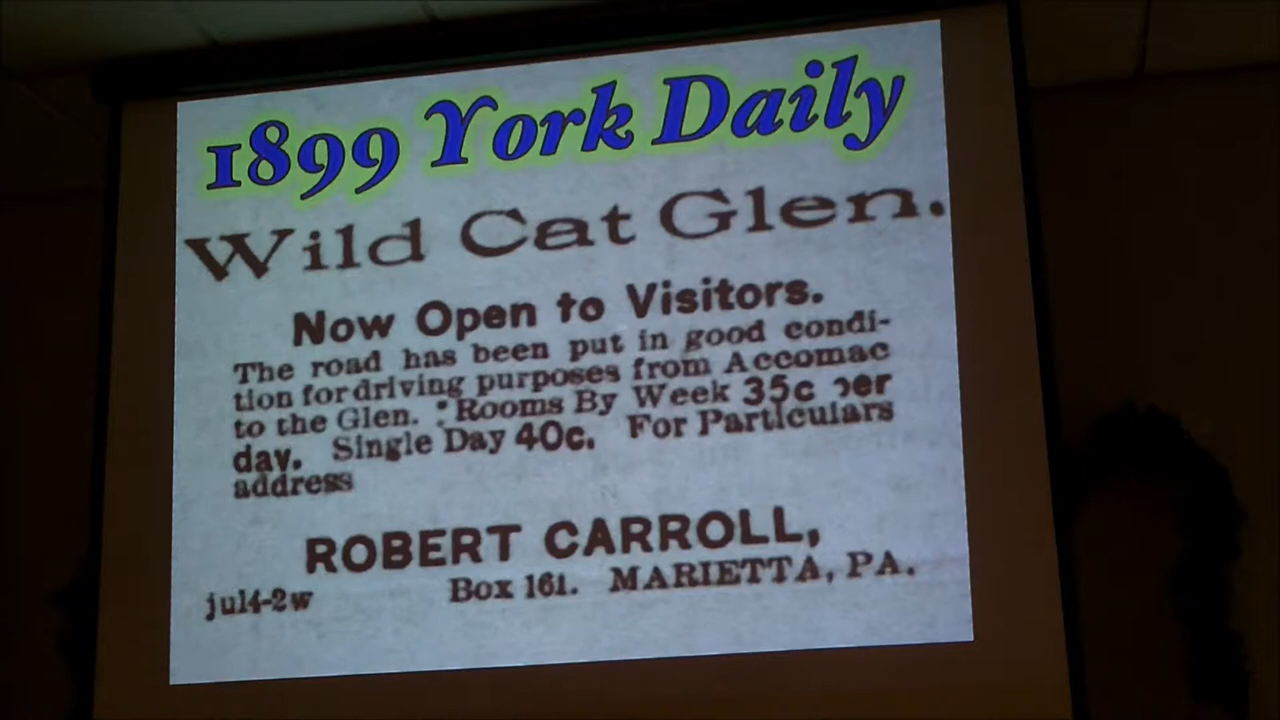 1899 York Daily
Wild Cat Glen.
Now Open to Visitors.
The road has been put in good condi-
tion for driving purposes from Accomac
to the Glen. Rooms By Week 35c per
day. Single Day 40c. For Particulars
address
ROBERT CARROLL,
jul4-2w Box 161. MARIETTA, PA.